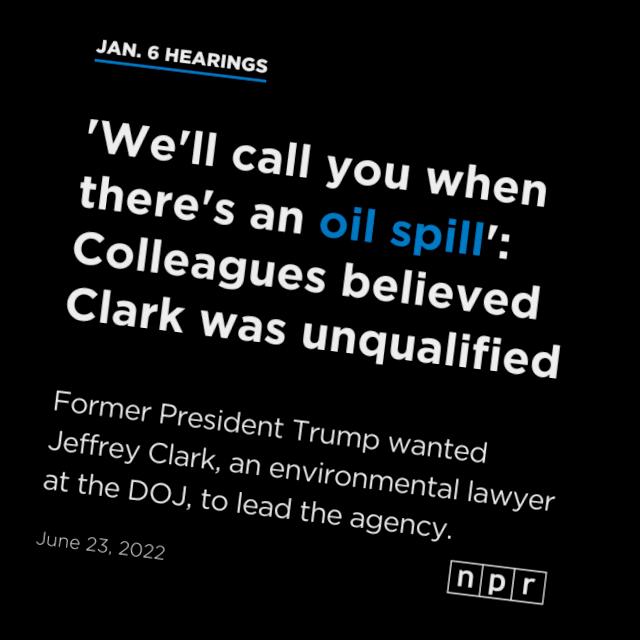 JAN. 6 HEARINGS
'We'll call you when
there's an oil spill':
Colleagues believed
Clark was unqualified
Former President Trump wanted
Jeffrey Clark, an environmental lawyer
at the DOJ, to lead the agency.
June 23, 2022
npr